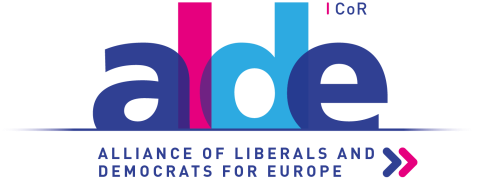 | CoR
alde
ALLIANCE OF LIBERALS AND
DEMOCRATS FOR EUROPE